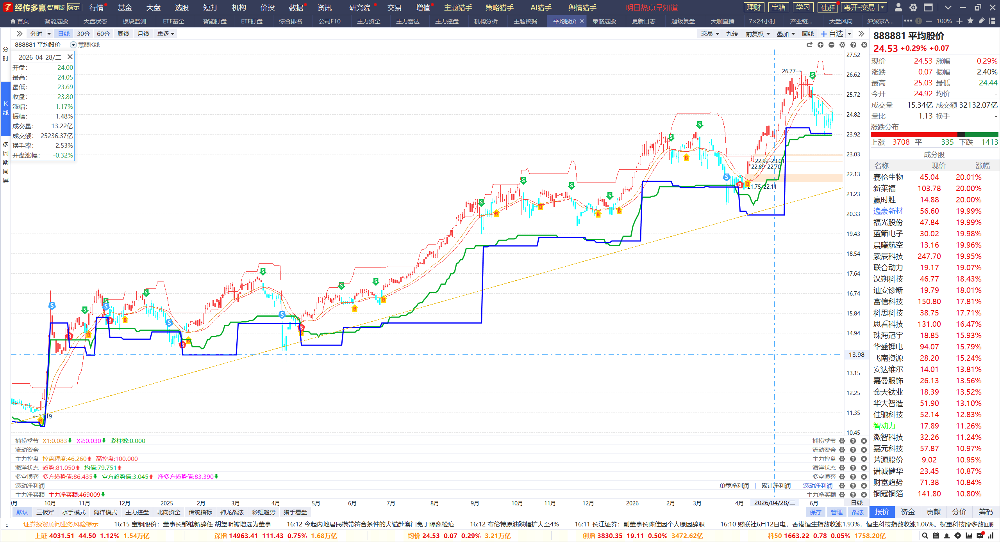 经传多赢 智尊版 演示 行情 基金 大盘 选股 短打 机构 价投 数据 资讯 研究院 交易 增值 主题猎手 策略猎手 AI猎手 舆情猎手 明日热点早知道 理财 宝箱 学习 社群 粤开-交易
首页 智能选股 大盘状态 板块监测 ETF基金 智能盯盘 ETF盯盘 综合排名 公司F10 主力资金 主力雷达 主力控盘 机构分析 主题挖掘 平均股价 策略选股 更新日志 超级复盘 大咖直播 7×24小时 产业链... 大盘风向 沪深京A... 100%
分时 日线 30分 60分 周线 月线 更多 交易 九转 前复权 叠加 画线 自选
888881 平均股价 慧眼K线
分时
K线
多周期同屏
2026-04-28/二
开盘: 24.00
最高: 24.05
最低: 23.69
收盘: 23.80
涨幅: -1.17%
振幅: 1.48%
成交量: 13.22亿
成交额: 25236.37亿
换手率: 2.53%
开盘涨幅: -0.32%
27.52
26.62
25.72
24.82
23.92
23.03
22.13
21.23
20.33
19.43
18.54
17.64
16.74
15.84
14.94
13.98
13.15
12.25
11.35
10.45
26.77→
22.92-23.01
22.69-22.70
21.75-22.11
←11.19
捕捞季节 X1:0.083 X2:0.030 彩柱数:0.000 捕捞季节
流动资金 流动资金
主力控盘 控盘程度:46.260 高控盘:100.000 主力控盘
海洋状态 趋势:81.050 均值:79.751 海洋状态
多空博弈 多方趋势值:86.435 空方趋势值:3.045 净多方趋势值:83.390 多空博弈
滚动净利润 单季净利润 累计净利润 滚动净利润
主力净买额 主力净买额:469009 主力净买额
9月 10月 11月 12月 2025 2月 3月 4月 5月 6月 7月 8月 9月 10月 11月 12月 2026 2月 3月 4月 2026/04/28/二 6月 日线
默认 三板斧 水手模式 海洋模式 主力控盘 北向资金 传统指标 神龙战法 彩虹趋势 猎手看盘 保存 管理 战法
888881 平均股价
24.53 +0.29% +0.07
现价 24.53 涨幅 0.29%
涨跌 0.07 振幅 2.40%
最高 25.03 最低 24.44
今开 24.92 均价 -
成交量 15.34亿 成交额 32132.07亿
量比 1.13 换手 -
涨跌分布
上涨 3708 平 335 下跌 1413
成分股
名称 现价 涨幅
赛伦生物 45.04 20.01%
新莱福 103.78 20.00%
赢时胜 14.88 20.00%
逸豪新材 56.60 19.99%
福光股份 47.84 19.99%
蓝箭电子 30.02 19.98%
晨曦航空 13.16 19.96%
索辰科技 247.70 19.95%
联合动力 19.17 19.07%
汉朔科技 46.77 18.43%
迪安诊断 19.79 18.01%
富信科技 150.80 17.81%
科思科技 38.75 17.71%
思看科技 131.00 16.47%
珠海冠宇 18.85 15.93%
华盛锂电 94.07 15.79%
飞南资源 28.20 15.24%
安达维尔 14.01 13.81%
嘉曼服饰 26.13 13.56%
金天钛业 18.39 13.52%
华大智造 51.90 13.10%
佳驰科技 52.14 12.83%
智动力 17.89 11.26%
激智科技 32.26 11.24%
嘉元科技 57.87 10.97%
芳源股份 9.02 10.95%
诺诚健华 23.45 10.87%
财富趋势 71.38 10.84%
铜冠铜箔 141.80 10.80%
报价 资金 贡献 分价 筹码
证券投资顾问业务风险提示 16:15 宝钢股份：董事长邹继新辞任 胡望明被增选为董事 16:12 今起内地居民携带符合条件的犬猫赴澳门免于隔离检疫 16:12 布伦特原油跌幅扩大至4% 16:11 长江证券：副董事长陈佳因个人原因辞职 16:10 财联社6月12日电，香港恒生指数收涨1.93%，恒生科技指数收涨1.06%。权重科技股多数回
上证 4031.51 44.50 1.12% 1.54万亿 深指 14963.41 111.43 0.75% 1.68万亿 均价 24.53 0.07 0.29% 3.21万亿 创指 3830.35 19.11 0.50% 3472.62亿 科50 1663.22 0.78 0.05% 1758.20亿